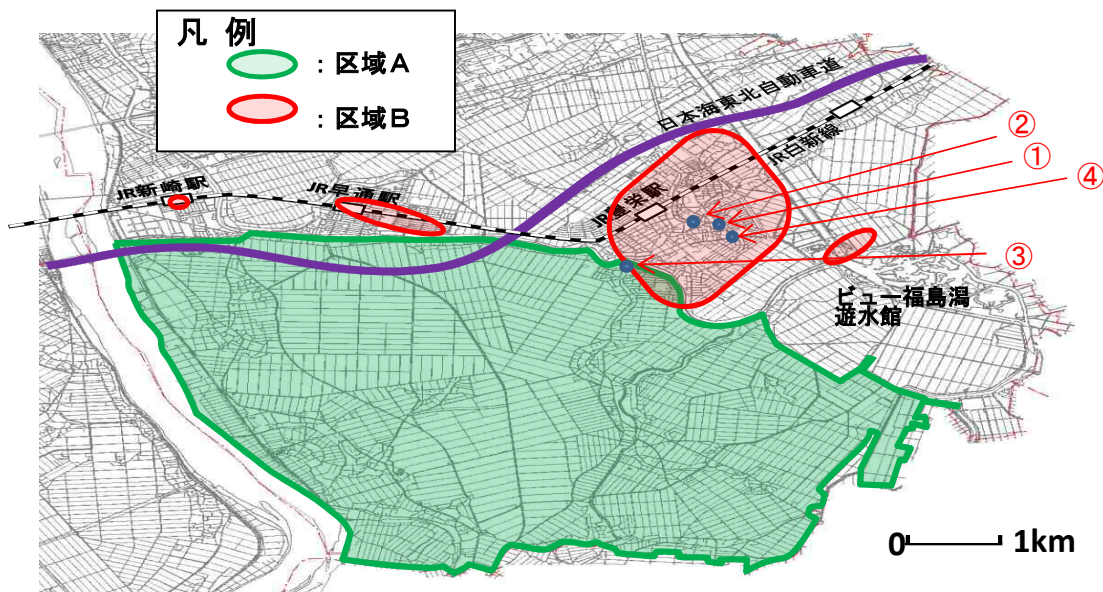 凡 例
：区域A
：区域B
日本海東北自動車道
JR白新線
②
①
④
JR新崎駅
JR早通駅
JR豊栄駅
③
ビュー福島潟
遊水館
0 1km